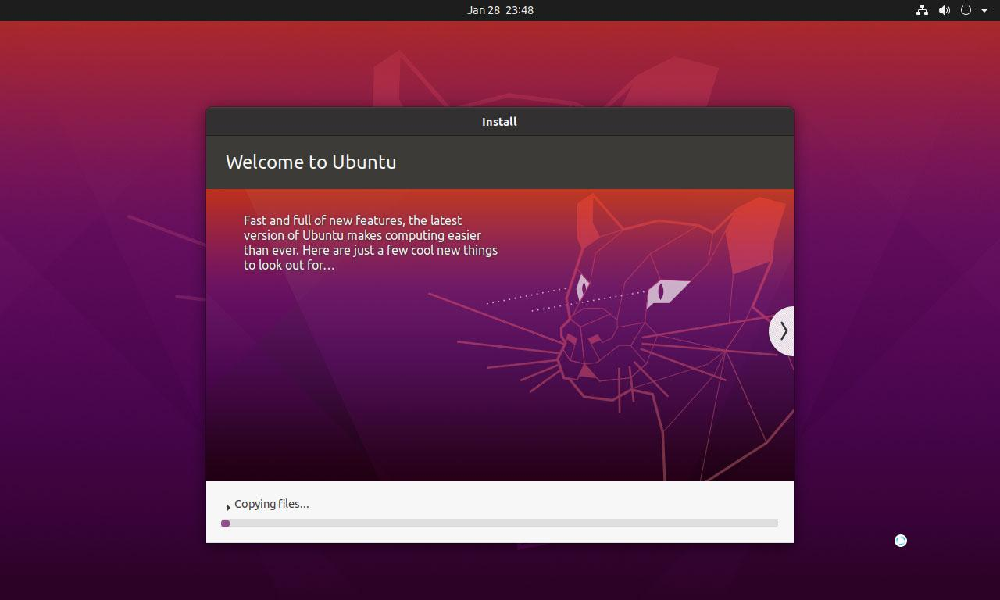 Jan 28 23:48
Install
Welcome to Ubuntu
Fast and full of new features, the latest
version of Ubuntu makes computing easier
than ever. Here are just a few cool new things
to look out for…
Copying files...